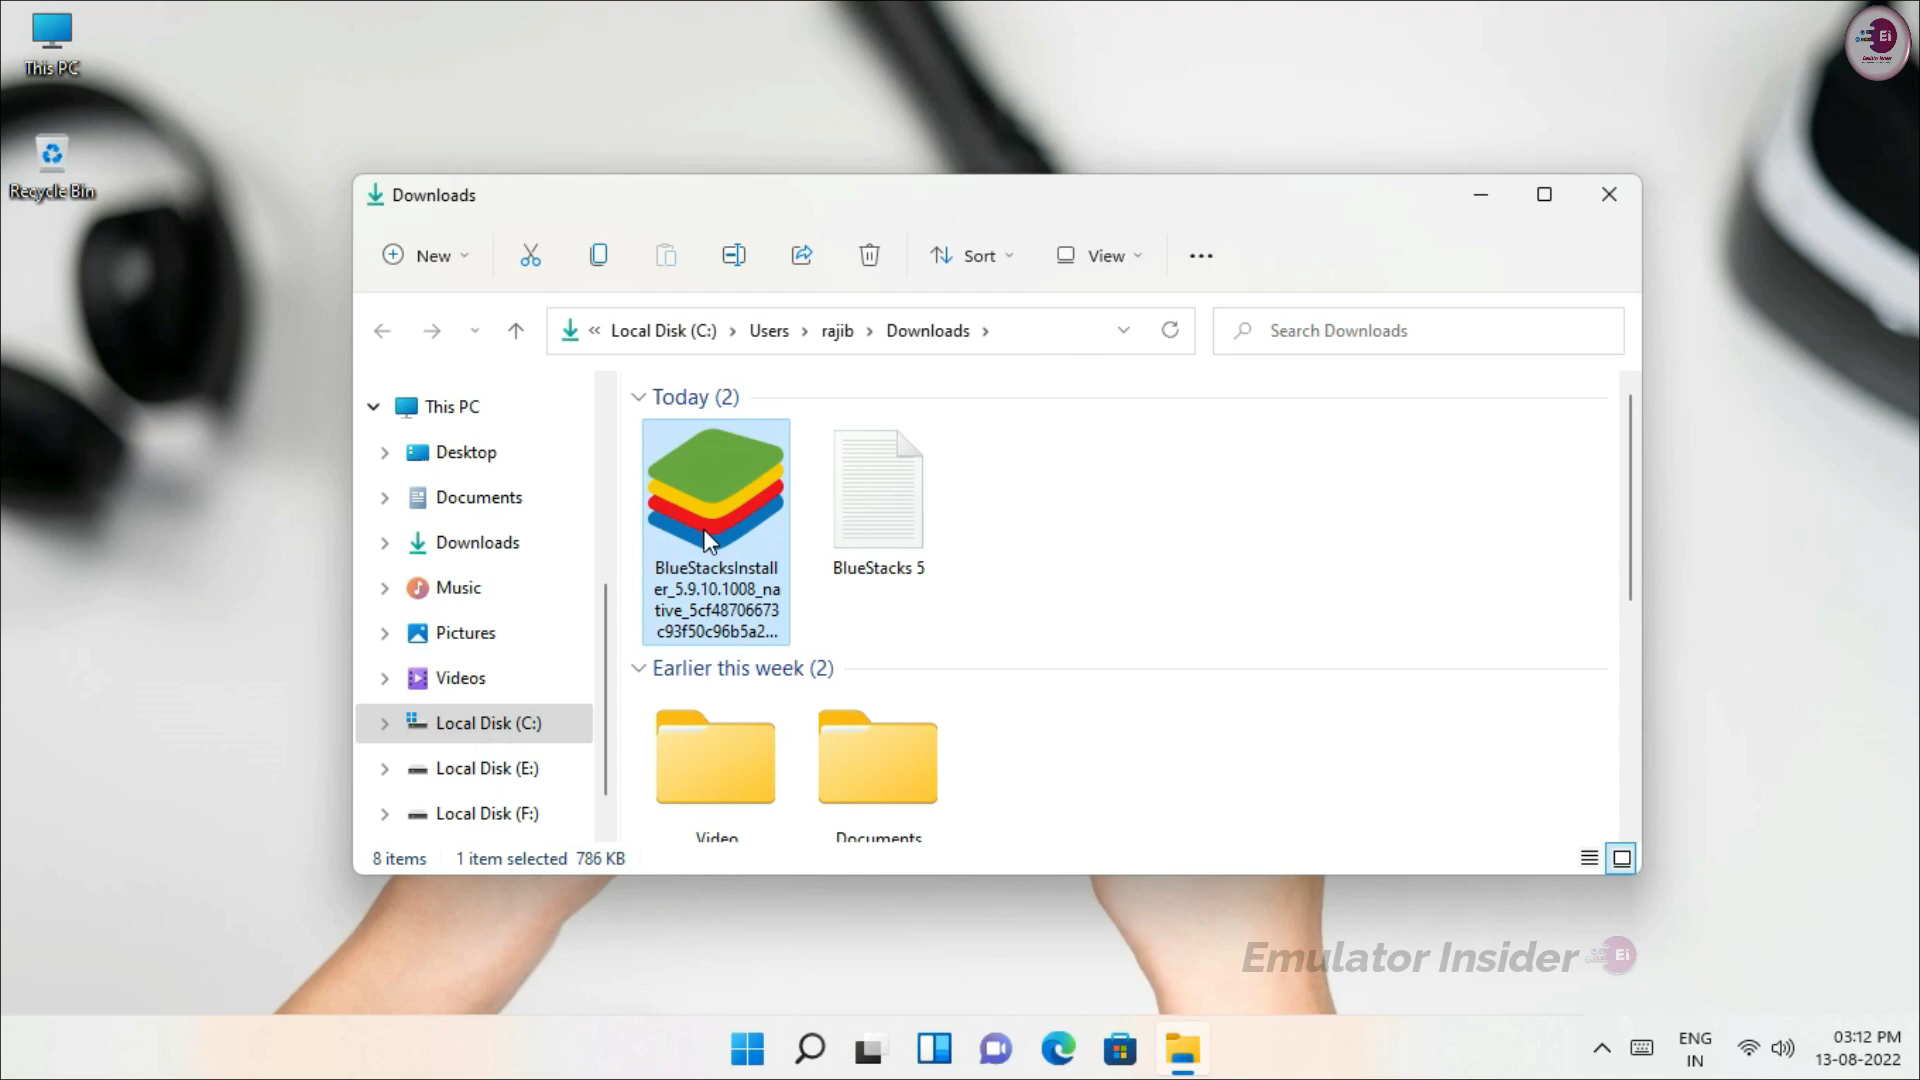 This PC
Recycle Bin
Ei
Downloads
New
Sort
View
Local Disk (C:)
Users
rajib
Downloads
Search Downloads
This PC
Desktop
Documents
Downloads
Music
Pictures
Videos
Local Disk (C:)
Local Disk (E:)
Local Disk (F:)
Today (2)
BlueStacksInstall
er_5.9.10.1008_na
tive_5cf48706673
c93f50c96b5a2...
BlueStacks 5
Earlier this week (2)
Video
Documents
8 items
1 item selected 786 KB
Emulator Insider
Ei
ENG
IN
03:12 PM
13-08-2022